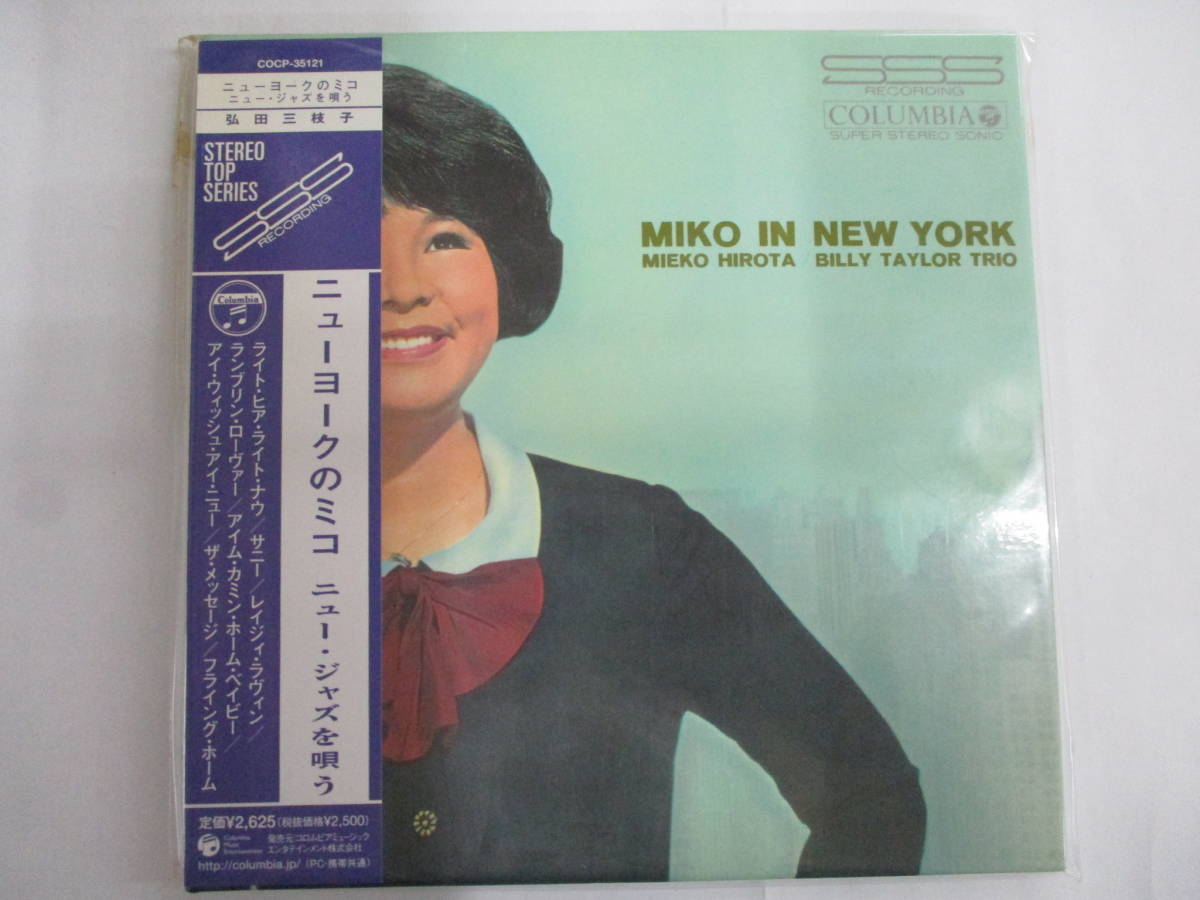 COCP-35121
ニューヨークのミコ
ニュー・ジャズを唄う
弘田三枝子
STEREO
TOP
SERIES
SSS
RECORDING
Columbia
ニューヨークのミコ ニュー・ジャズを唄う
ライト・ヒア・ライト・ナウ/サニー/レイジィ・ラヴィン/
ランブリン・ローヴァー/アイム・カミン・ホーム・ベイビー/
アイ・ウィッシュ・アイ・ニュー/ザ・メッセージ/フライング・ホーム
定価¥2,625(税抜価格¥2,500)
Columbia
Music
Entertainment
発売元:コロムビアミュージック
エンタテインメント株式会社
http://columbia.jp/ (PC・携帯共通)
SSS
RECORDING
COLUMBIA
SUPER STEREO SONIC
MIKO IN NEW YORK
MIEKO HIROTA / BILLY TAYLOR TRIO